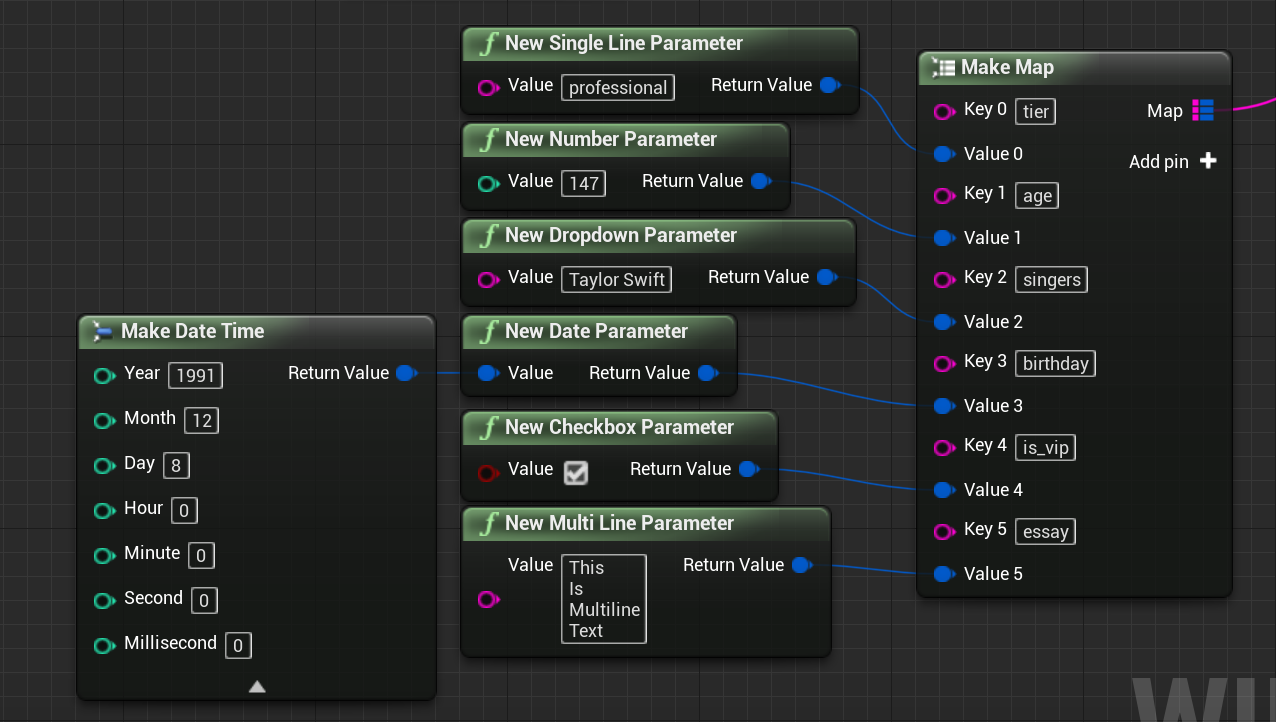 New Single Line Parameter
Value professional Return Value
New Number Parameter
Value 147 Return Value
New Dropdown Parameter
Value Taylor Swift Return Value
Make Date Time
Year 1991 Return Value
Month 12
Day 8
Hour 0
Minute 0
Second 0
Millisecond 0
New Date Parameter
Value Return Value
New Checkbox Parameter
Value Return Value
New Multi Line Parameter
Value Return Value
This
Is
Multiline
Text
Make Map
Key 0 tier Map
Value 0 Add pin
Key 1 age
Value 1
Key 2 singers
Value 2
Key 3 birthday
Value 3
Key 4 is_vip
Value 4
Key 5 essay
Value 5